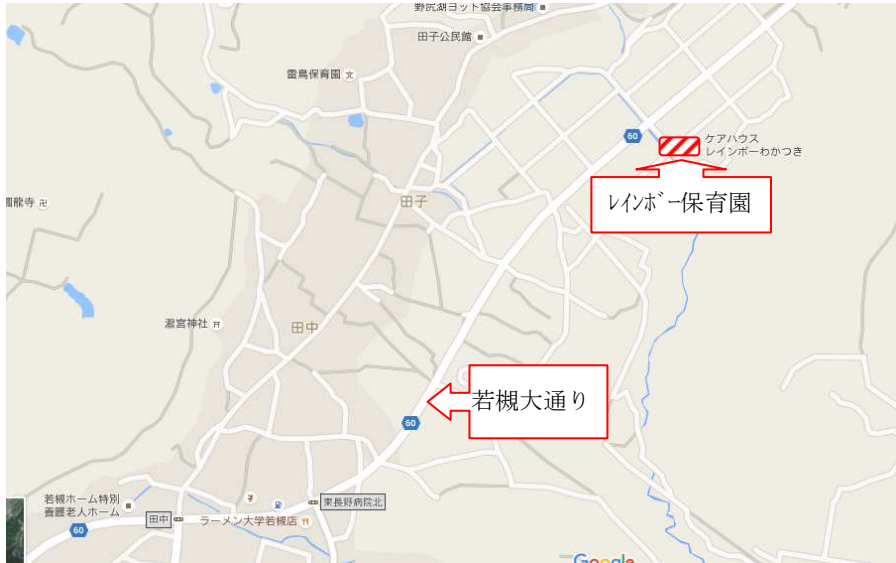 野尻湖ヨット協会事務局
田子公民館
雷鳥保育園
60
ケアハウス
レインボーわかつき
ﾚｲﾝﾎﾞｰ保育園
田子
圓龍寺
田中
若槻大通り
60
若槻ホーム特別
養護老人ホーム
東長野病院北
田中
ラーメン大学若槻店
60
Google